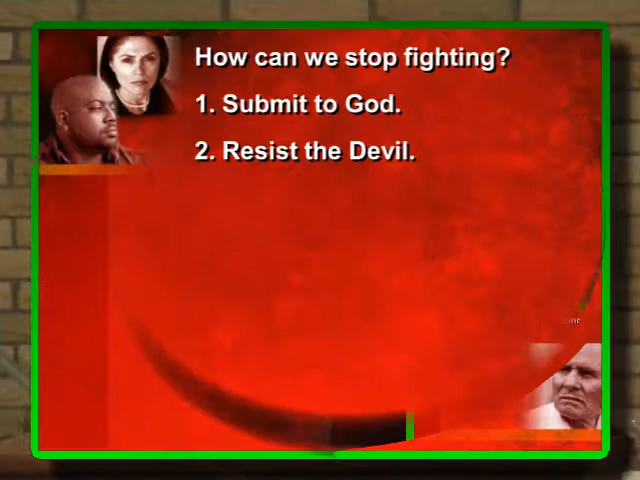 How can we stop fighting?
1. Submit to God.
2. Resist the Devil.